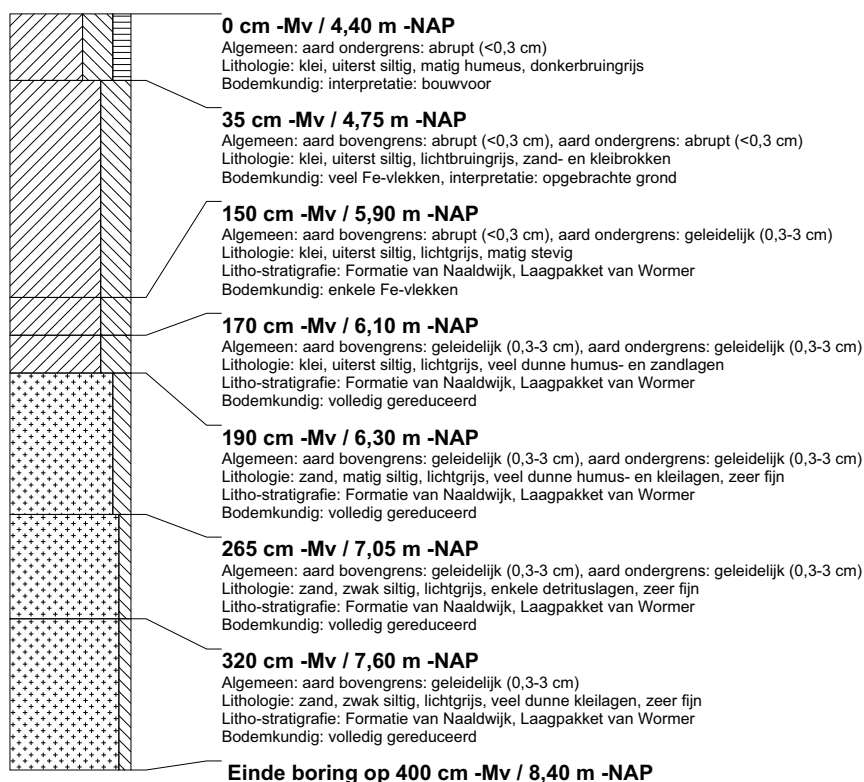 0 cm -Mv / 4,40 m -NAP
Algemeen: aard ondergrens: abrupt (<0,3 cm)
Lithologie: klei, uiterst siltig, matig humeus, donkerbruingrijs
Bodemkundig: interpretatie: bouwvoor
35 cm -Mv / 4,75 m -NAP
Algemeen: aard bovengrens: abrupt (<0,3 cm), aard ondergrens: abrupt (<0,3 cm)
Lithologie: klei, uiterst siltig, lichtbruingrijs, zand- en kleibrokken
Bodemkundig: veel Fe-vlekken, interpretatie: opgebrachte grond
150 cm -Mv / 5,90 m -NAP
Algemeen: aard bovengrens: abrupt (<0,3 cm), aard ondergrens: geleidelijk (0,3-3 cm)
Lithologie: klei, uiterst siltig, lichtgrijs, matig stevig
Litho-stratigrafie: Formatie van Naaldwijk, Laagpakket van Wormer
Bodemkundig: enkele Fe-vlekken
170 cm -Mv / 6,10 m -NAP
Algemeen: aard bovengrens: geleidelijk (0,3-3 cm), aard ondergrens: geleidelijk (0,3-3 cm)
Lithologie: klei, uiterst siltig, lichtgrijs, veel dunne humus- en zandlagen
Litho-stratigrafie: Formatie van Naaldwijk, Laagpakket van Wormer
Bodemkundig: volledig gereduceerd
190 cm -Mv / 6,30 m -NAP
Algemeen: aard bovengrens: geleidelijk (0,3-3 cm), aard ondergrens: geleidelijk (0,3-3 cm)
Lithologie: zand, matig siltig, lichtgrijs, veel dunne humus- en kleilagen, zeer fijn
Litho-stratigrafie: Formatie van Naaldwijk, Laagpakket van Wormer
Bodemkundig: volledig gereduceerd
265 cm -Mv / 7,05 m -NAP
Algemeen: aard bovengrens: geleidelijk (0,3-3 cm), aard ondergrens: geleidelijk (0,3-3 cm)
Lithologie: zand, zwak siltig, lichtgrijs, enkele detrituslagen, zeer fijn
Litho-stratigrafie: Formatie van Naaldwijk, Laagpakket van Wormer
Bodemkundig: volledig gereduceerd
320 cm -Mv / 7,60 m -NAP
Algemeen: aard bovengrens: geleidelijk (0,3-3 cm)
Lithologie: zand, zwak siltig, lichtgrijs, veel dunne kleilagen, zeer fijn
Litho-stratigrafie: Formatie van Naaldwijk, Laagpakket van Wormer
Bodemkundig: volledig gereduceerd
Einde boring op 400 cm -Mv / 8,40 m -NAP